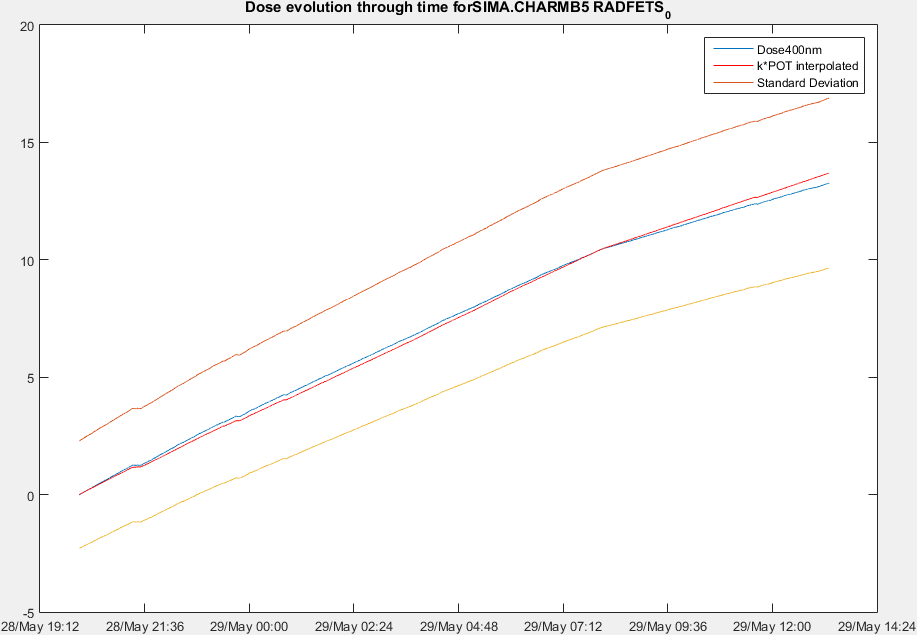 Dose evolution through time forSIMA.CHARMB5 RADFETS0
20
Dose400nm
k*POT interpolated
Standard Deviation
15
10
5
0
-5
28/May 19:12 28/May 21:36 29/May 00:00 29/May 02:24 29/May 04:48 29/May 07:12 29/May 09:36 29/May 12:00 29/May 14:24